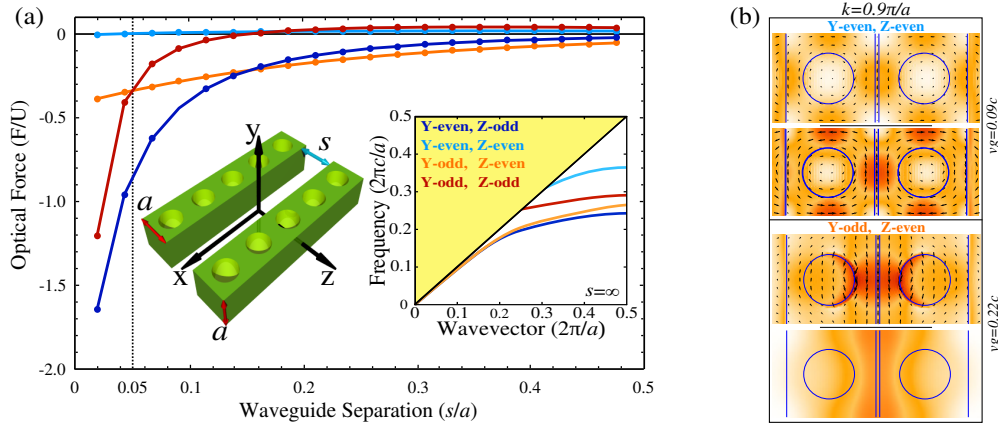 (a)
Optical Force (F/U)
0
-0.5
-1.0
-1.5
-2.0
0
0.05
0.1
0.2
0.3
0.4
0.5
Waveguide Separation (s/a)
y
s
a
x
z
a
Y-even, Z-odd
Y-even, Z-even
Y-odd, Z-even
Y-odd, Z-odd
Frequency (2πc/a)
0.5
0.4
0.3
0.2
0.1
0
0
0.1
0.2
0.3
0.4
0.5
s=∞
Wavevector (2π/a)
(b)
k=0.9π/a
Y-even, Z-even
vg=0.09c
Y-odd, Z-even
vg=0.22c